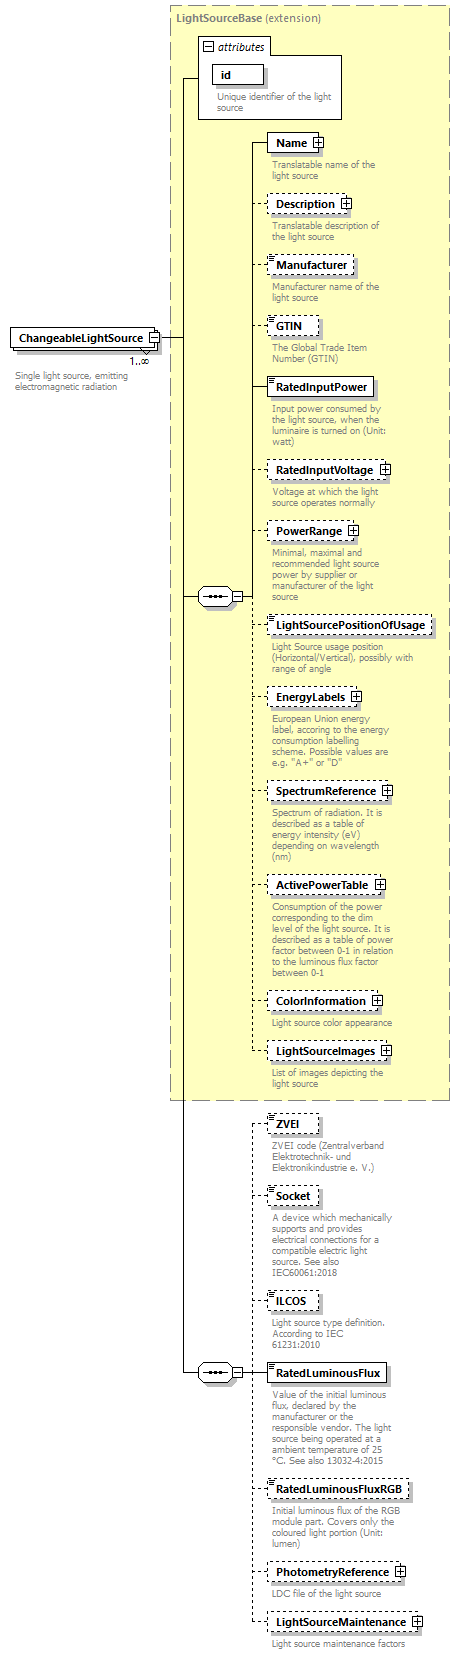 LightSourceBase (extension)
attributes
id
Unique identifier of the light
source
Name
Translatable name of the
light source
Description
Translatable description of
the light source
Manufacturer
Manufacturer name of the
light source
GTIN
The Global Trade Item
Number (GTIN)
ChangeableLightSource
1..∞
Single light source, emitting
electromagnetic radiation
RatedInputPower
Input power consumed by
the light source, when the
luminaire is turned on (Unit:
watt)
RatedInputVoltage
Voltage at which the light
source operates normally
PowerRange
Minimal, maximal and
recommended light source
power by supplier or
manufacturer of the light
source
LightSourcePositionOfUsage
Light Source usage position
(Horizontal/Vertical), possibly with
range of angle
EnergyLabels
European Union energy
label, accoring to the energy
consumption labelling
scheme. Possible values are
e.g. "A+" or "D"
SpectrumReference
Spectrum of radiation. It is
described as a table of
energy intensity (eV)
depending on wavelength
(nm)
ActivePowerTable
Consumption of the power
corresponding to the dim
level of the light source. It is
described as a table of power
factor between 0-1 in relation
to the luminous flux factor
between 0-1
ColorInformation
Light source color appearance
LightSourceImages
List of images depicting the
light source
ZVEI
ZVEI code (Zentralverband
Elektrotechnik- und
Elektronikindustrie e. V.)
Socket
A device which mechanically
supports and provides
electrical connections for a
compatible electric light
source. See also
IEC60061:2018
ILCOS
Light source type definition.
According to IEC
61231:2010
RatedLuminousFlux
Value of the initial luminous
flux, declared by the
manufacturer or the
responsible vendor. The light
source being operated at a
ambient temperature of 25
°C. See also 13032-4:2015
RatedLuminousFluxRGB
Initial luminous flux of the RGB
module part. Covers only the
coloured light portion (Unit:
lumen)
PhotometryReference
LDC file of the light source
LightSourceMaintenance
Light source maintenance factors